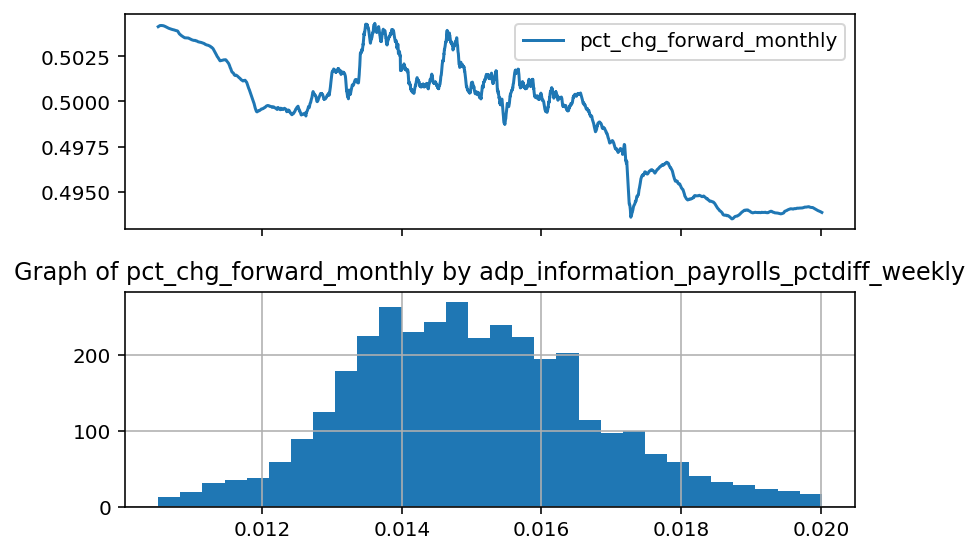 pct_chg_forward_monthly
0.5025
0.5000
0.4975
0.4950
Graph of pct_chg_forward_monthly by adp_information_payrolls_pctdiff_weekly
200
100
0
0.012 0.014 0.016 0.018 0.020